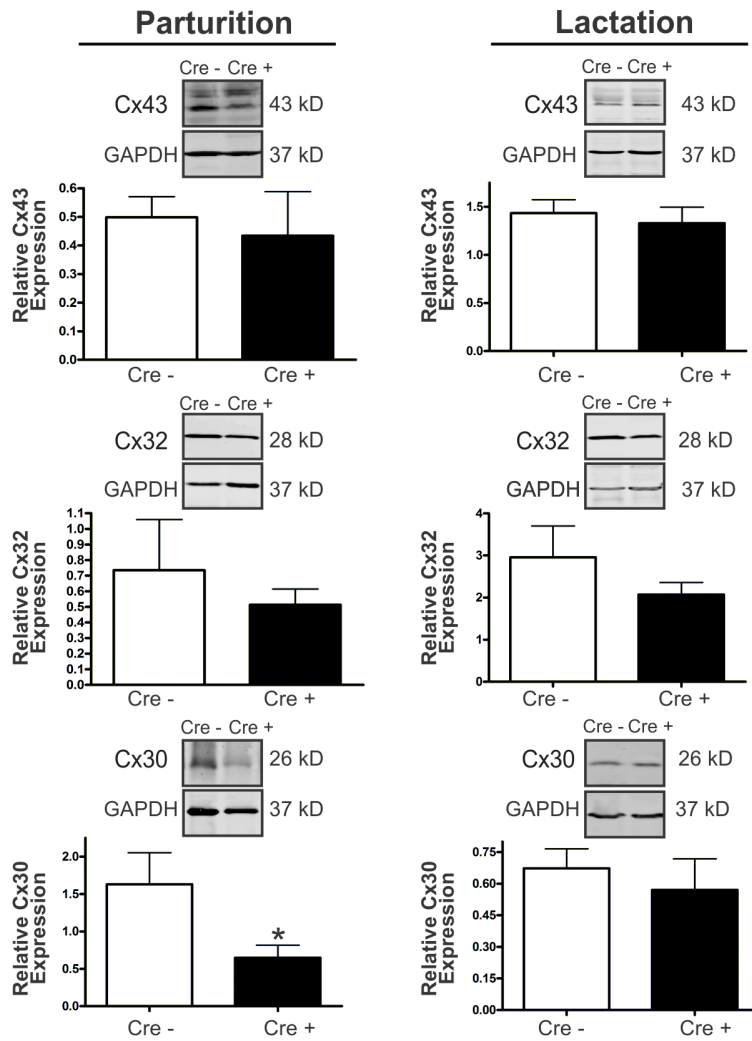 Parturition
Cre - Cre +
Cx43 43 kD
GAPDH 37 kD
Relative Cx43
Expression
0.6
0.5
0.4
0.3
0.2
0.1
0.0
Cre - Cre +
Cre - Cre +
Cx32 28 kD
GAPDH 37 kD
Relative Cx32
Expression
1.1
1.0
0.9
0.8
0.7
0.6
0.5
0.4
0.3
0.2
0.1
0.0
Cre - Cre +
Cre - Cre +
Cx30 26 kD
GAPDH 37 kD
Relative Cx30
Expression
2.0
1.5
1.0
0.5
0.0
*
Cre - Cre +
Lactation
Cre - Cre +
Cx43 43 kD
GAPDH 37 kD
Relative Cx43
Expression
1.5
1.0
0.5
0.0
Cre - Cre +
Cre - Cre +
Cx32 28 kD
GAPDH 37 kD
Relative Cx32
Expression
4
3
2
1
0
Cre - Cre +
Cre - Cre +
Cx30 26 kD
GAPDH 37 kD
Relative Cx30
Expression
0.75
0.60
0.45
0.30
0.15
0.00
Cre - Cre +